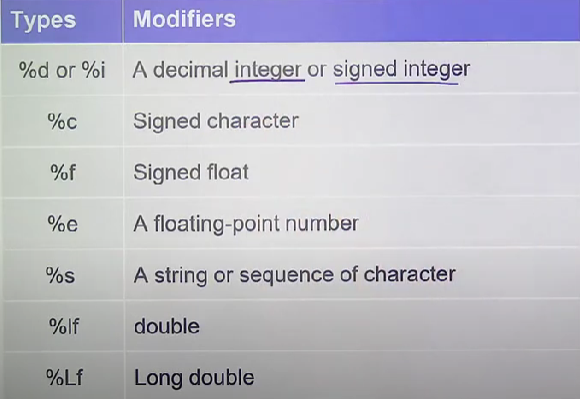 Types Modifiers
%d or %i A decimal integer or signed integer
%c Signed character
%f Signed float
%e A floating-point number
%s A string or sequence of character
%lf double
%Lf Long double